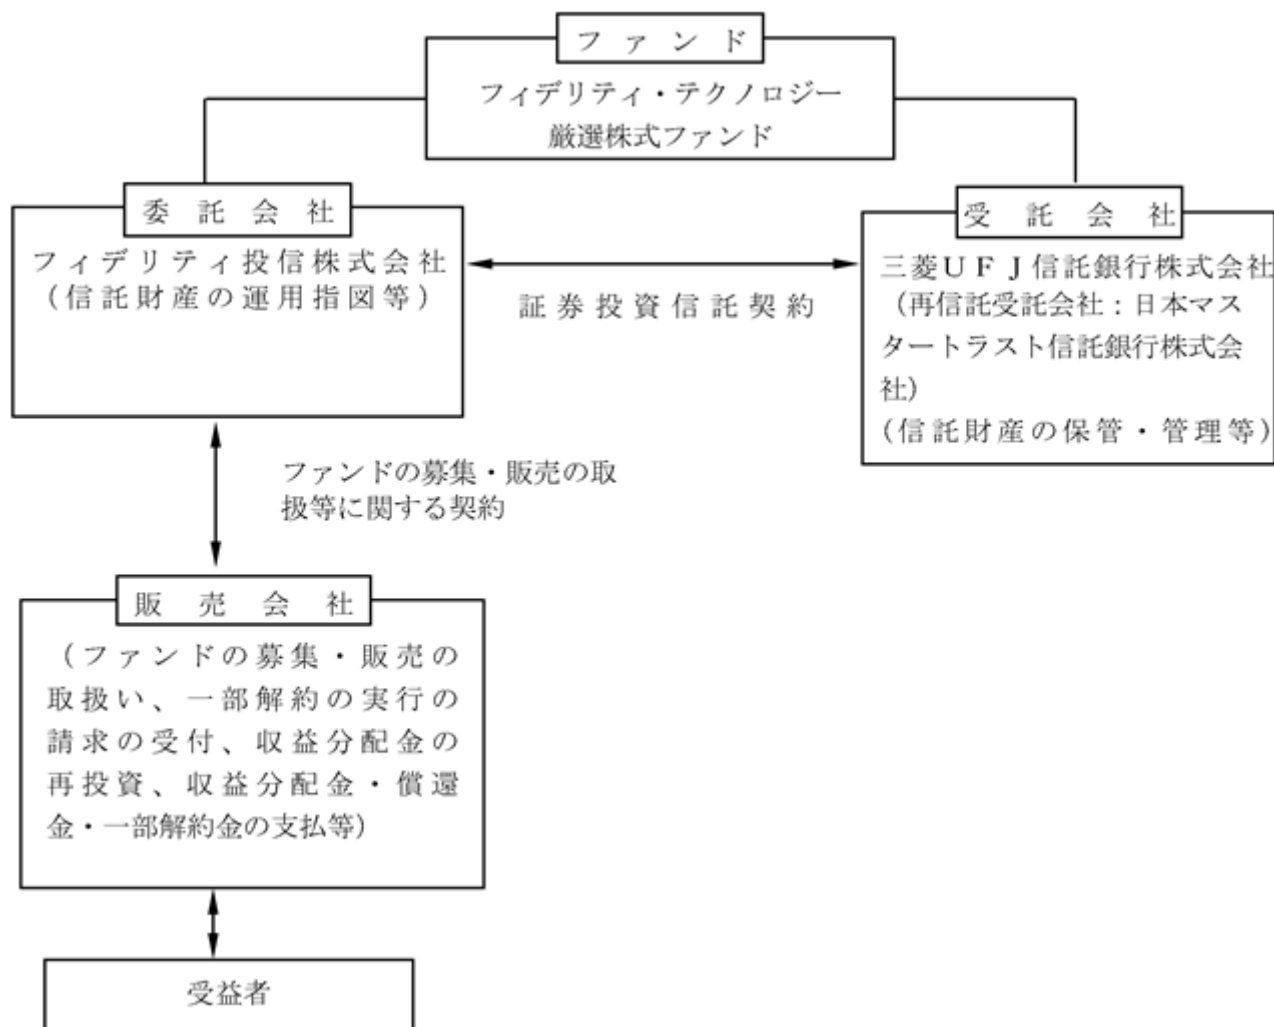 ファンド
フィデリティ・テクノロジー
厳選株式ファンド
委託会社
フィデリティ投信株式会社
(信託財産の運用指図等)
証券投資信託契約
受託会社
三菱UFJ信託銀行株式会社
(再信託受託会社:日本マス
タートラスト信託銀行株式会
社)
(信託財産の保管・管理等)
ファンドの募集・販売の取
扱等に関する契約
販売会社
(ファンドの募集・販売の
取扱い、一部解約の実行の
請求の受付、収益分配金の
再投資、収益分配金・償還
金・一部解約金の支払等)
受益者